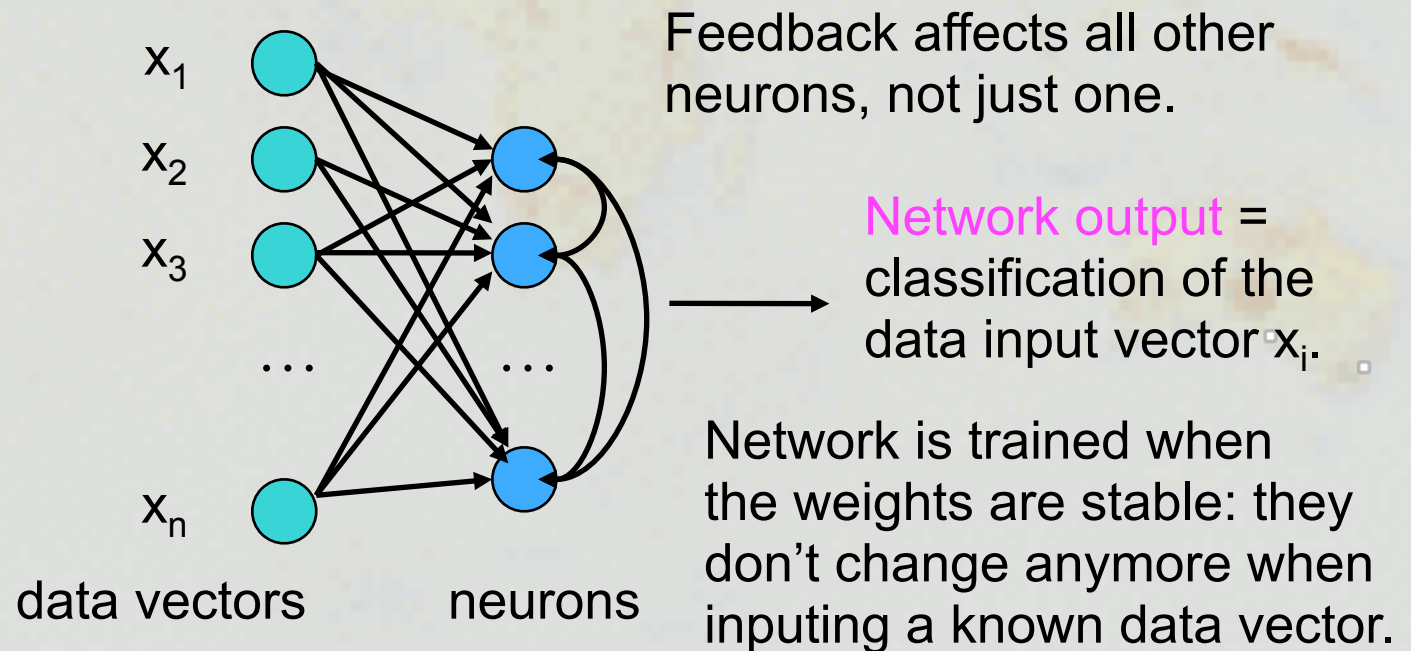 x₁
x₂
x₃
xₙ
...
...
data vectors
neurons
Feedback affects all other
neurons, not just one.
Network output =
classification of the
data input vector xᵢ.
Network is trained when
the weights are stable: they
don’t change anymore when
inputing a known data vector.